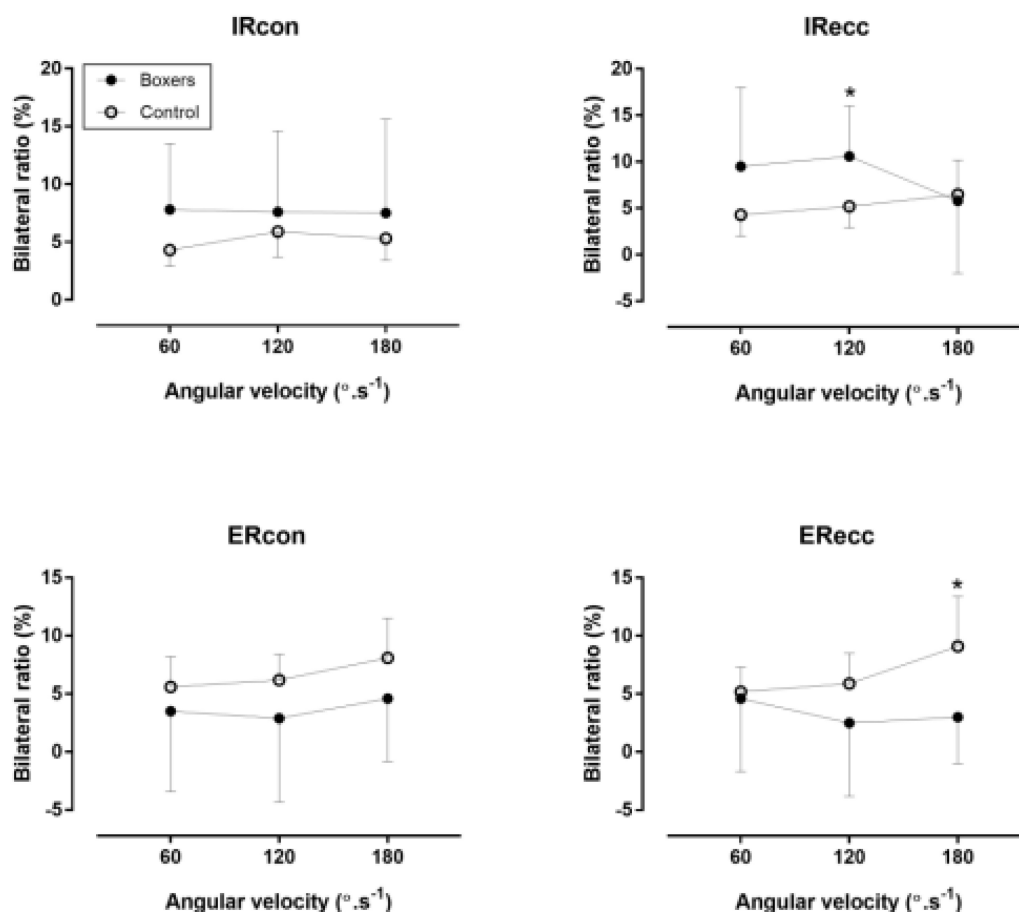 IRcon
Bilateral ratio (%)
20
15
10
5
0
Boxers
Control
60 120 180
Angular velocity (°.s⁻¹)
IRecc
Bilateral ratio (%)
20
15
10
5
0
-5
*
60 120 180
Angular velocity (°.s⁻¹)
ERcon
Bilateral ratio (%)
15
10
5
0
-5
60 120 180
Angular velocity (°.s⁻¹)
ERecc
Bilateral ratio (%)
15
10
5
0
-5
*
60 120 180
Angular velocity (°.s⁻¹)